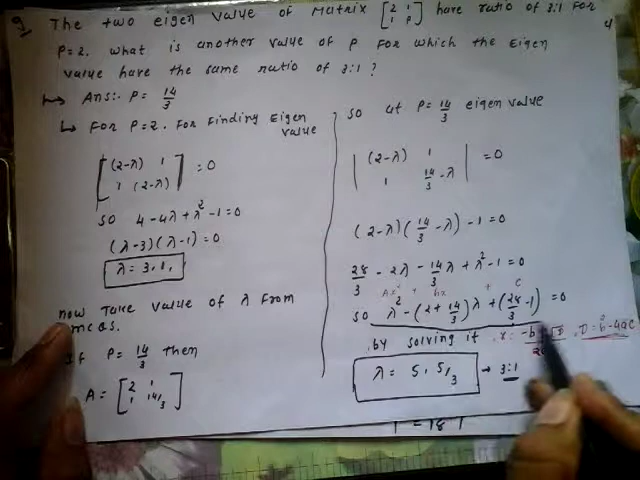 The two eigen value of Matrix [2 1 1 P] have ratio of 3:1 For
P=2. what is another value of P For which the Eigen
value have the same ratio of 3:1 ?
↳ Ans:- P = 14/3
↳ For P=2. For Finding Eigen value
[(2-λ) 1 1 (2-λ)] = 0
so 4-4λ+λ²-1=0
(λ-3)(λ-1)=0
λ = 3,1,
now Take value of λ From
mcqs.
If P= 14/3 then
A = [2 1 1 14/3]
so at P= 14/3 eigen value
|(2-λ) 1 1 14/3-λ| =0
(2-λ)(14/3-λ)-1=0
28/3 - 2λ - 14/3 λ + λ²-1=0
Ax² + bx + C
so λ² - (2+14/3)λ + (28/3-1) =0
by solving it, D = b²-4ac
λ = 5, 5/3 → 3:1